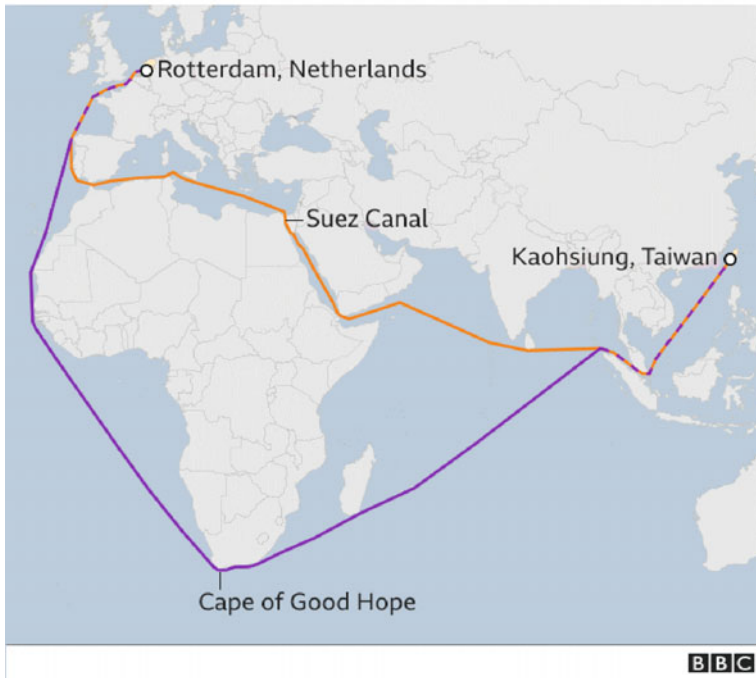 Rotterdam, Netherlands
Suez Canal
Kaohsiung, Taiwan
Cape of Good Hope
BBC